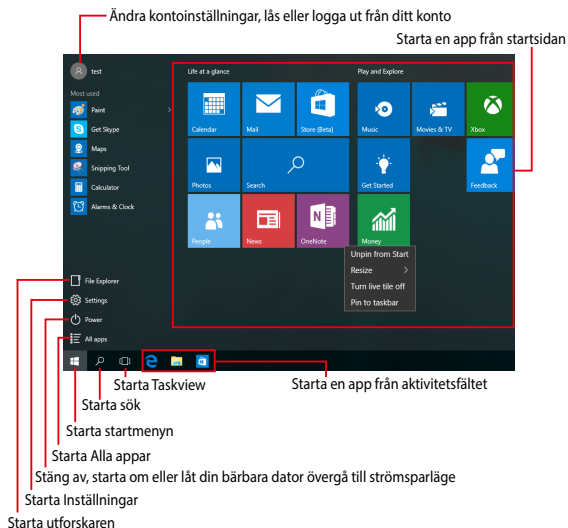 Ändra kontoinställningar, lås eller logga ut från ditt konto
Starta en app från startsidan
test
Most used
Paint
Get Skype
Maps
Snipping Tool
Calculator
Alarms & Clock
File Explorer
Settings
Power
All apps
Life at a glance
Play and Explore
Calendar
Mail
Store (Beta)
Music
Movies & TV
Xbox
Photos
Search
Get Started
Feedback
People
News
OneNote
Money
Unpin from Start
Resize
Turn live tile off
Pin to taskbar
Starta Taskview
Starta en app från aktivitetsfältet
Starta sök
Starta startmenyn
Starta Alla appar
Stäng av, starta om eller låt din bärbara dator övergå till strömsparläge
Starta Inställningar
Starta utforskaren